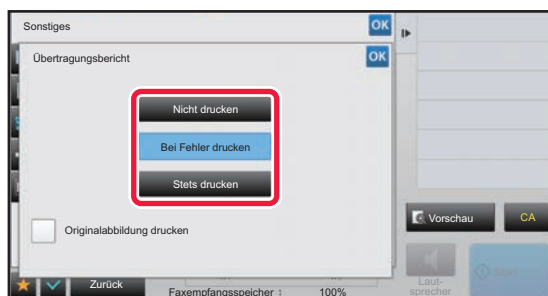 Sonstiges
OK
Übertragungsbericht
OK
Nicht drucken
Bei Fehler drucken
Stets drucken
Originalabbildung drucken
Vorschau
CA
Zurück
Faxempfangsspeicher :
100%
Laut-
sprecher
Start